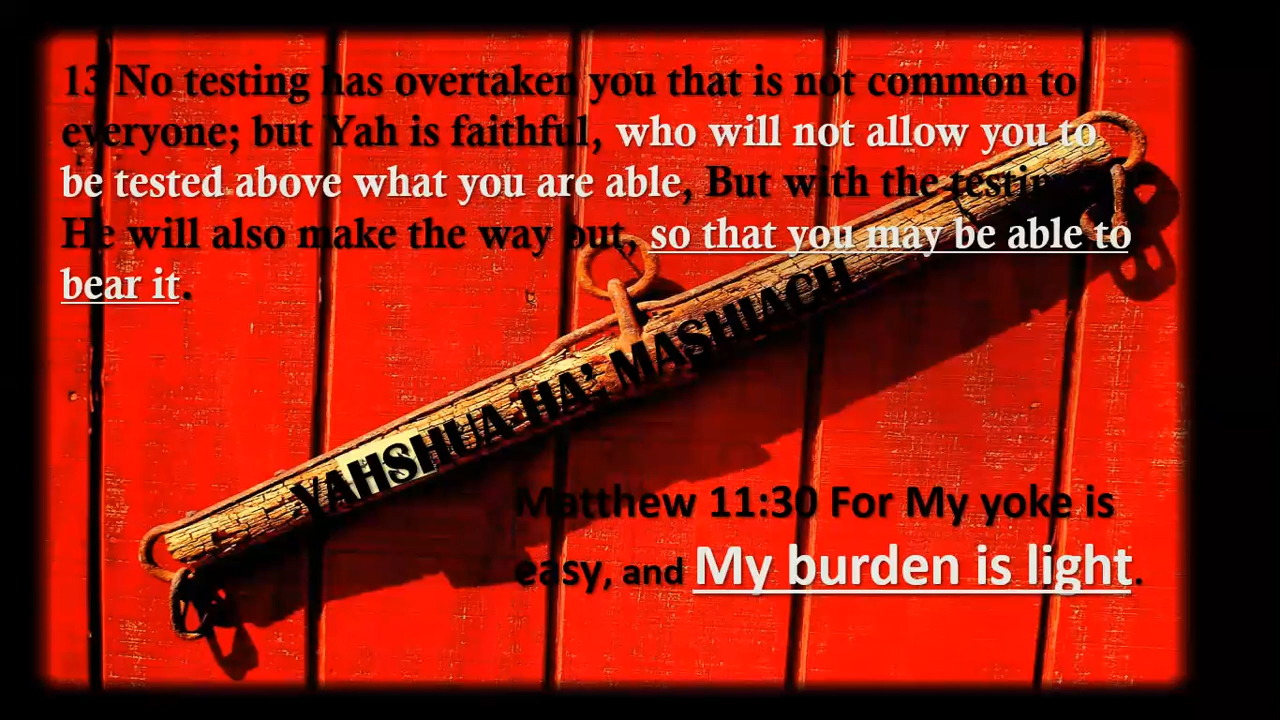 13 No testing has overtaken you that is not common to
everyone; but Yah is faithful, who will not allow you to
be tested above what you are able, But with the testing
He will also make the way out, so that you may be able to
bear it.
YAHSHUA HA' MASHIACH
Matthew 11:30 For My yoke is
easy, and My burden is light.